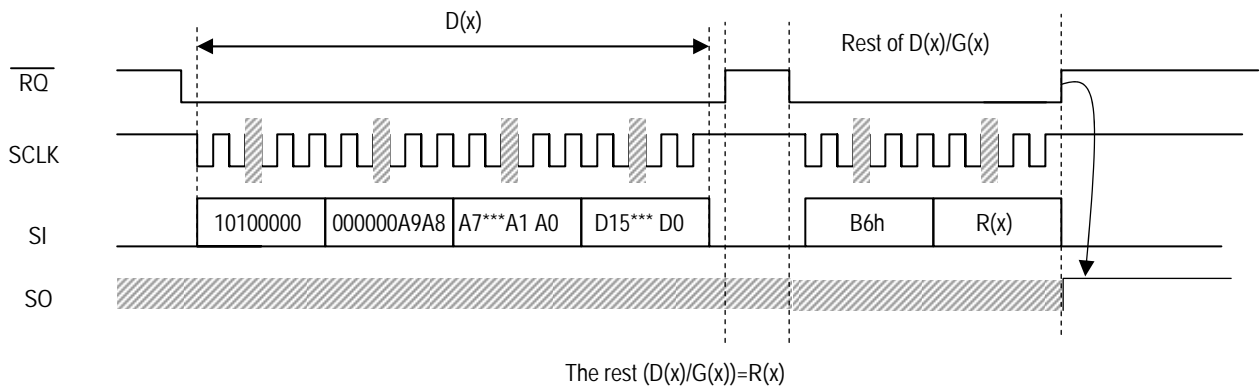 D(x)
Rest of D(x)/G(x)
RQ
SCLK
SI
10100000
000000A9A8
A7***A1 A0
D15*** D0
B6h
R(x)
SO
The rest (D(x)/G(x))=R(x)